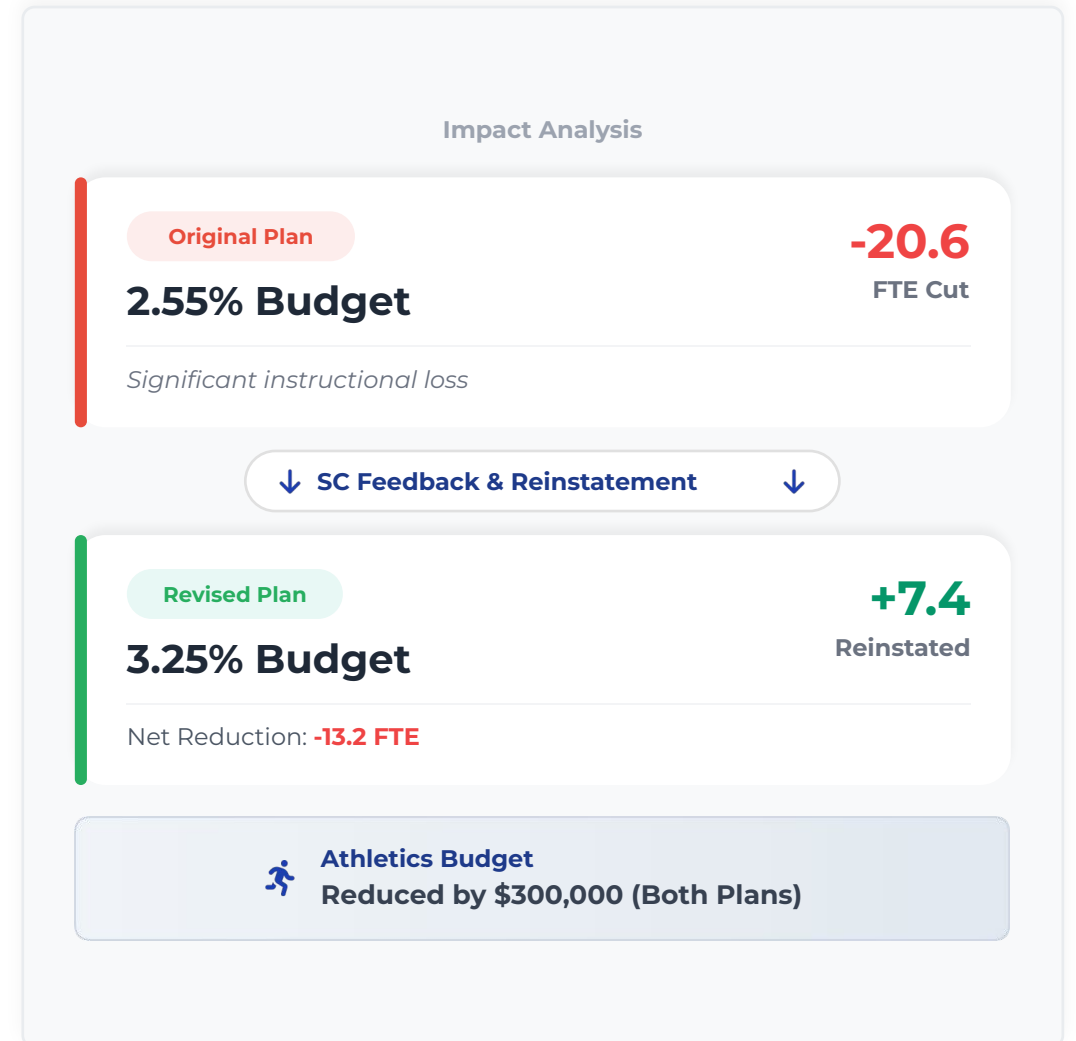 Impact Analysis
Original Plan
2.55% Budget
-20.6
FTE Cut
Significant instructional loss
↓ SC Feedback & Reinstatement ↓
Revised Plan
3.25% Budget
+7.4
Reinstated
Net Reduction: -13.2 FTE
Athletics Budget
Reduced by $300,000 (Both Plans)